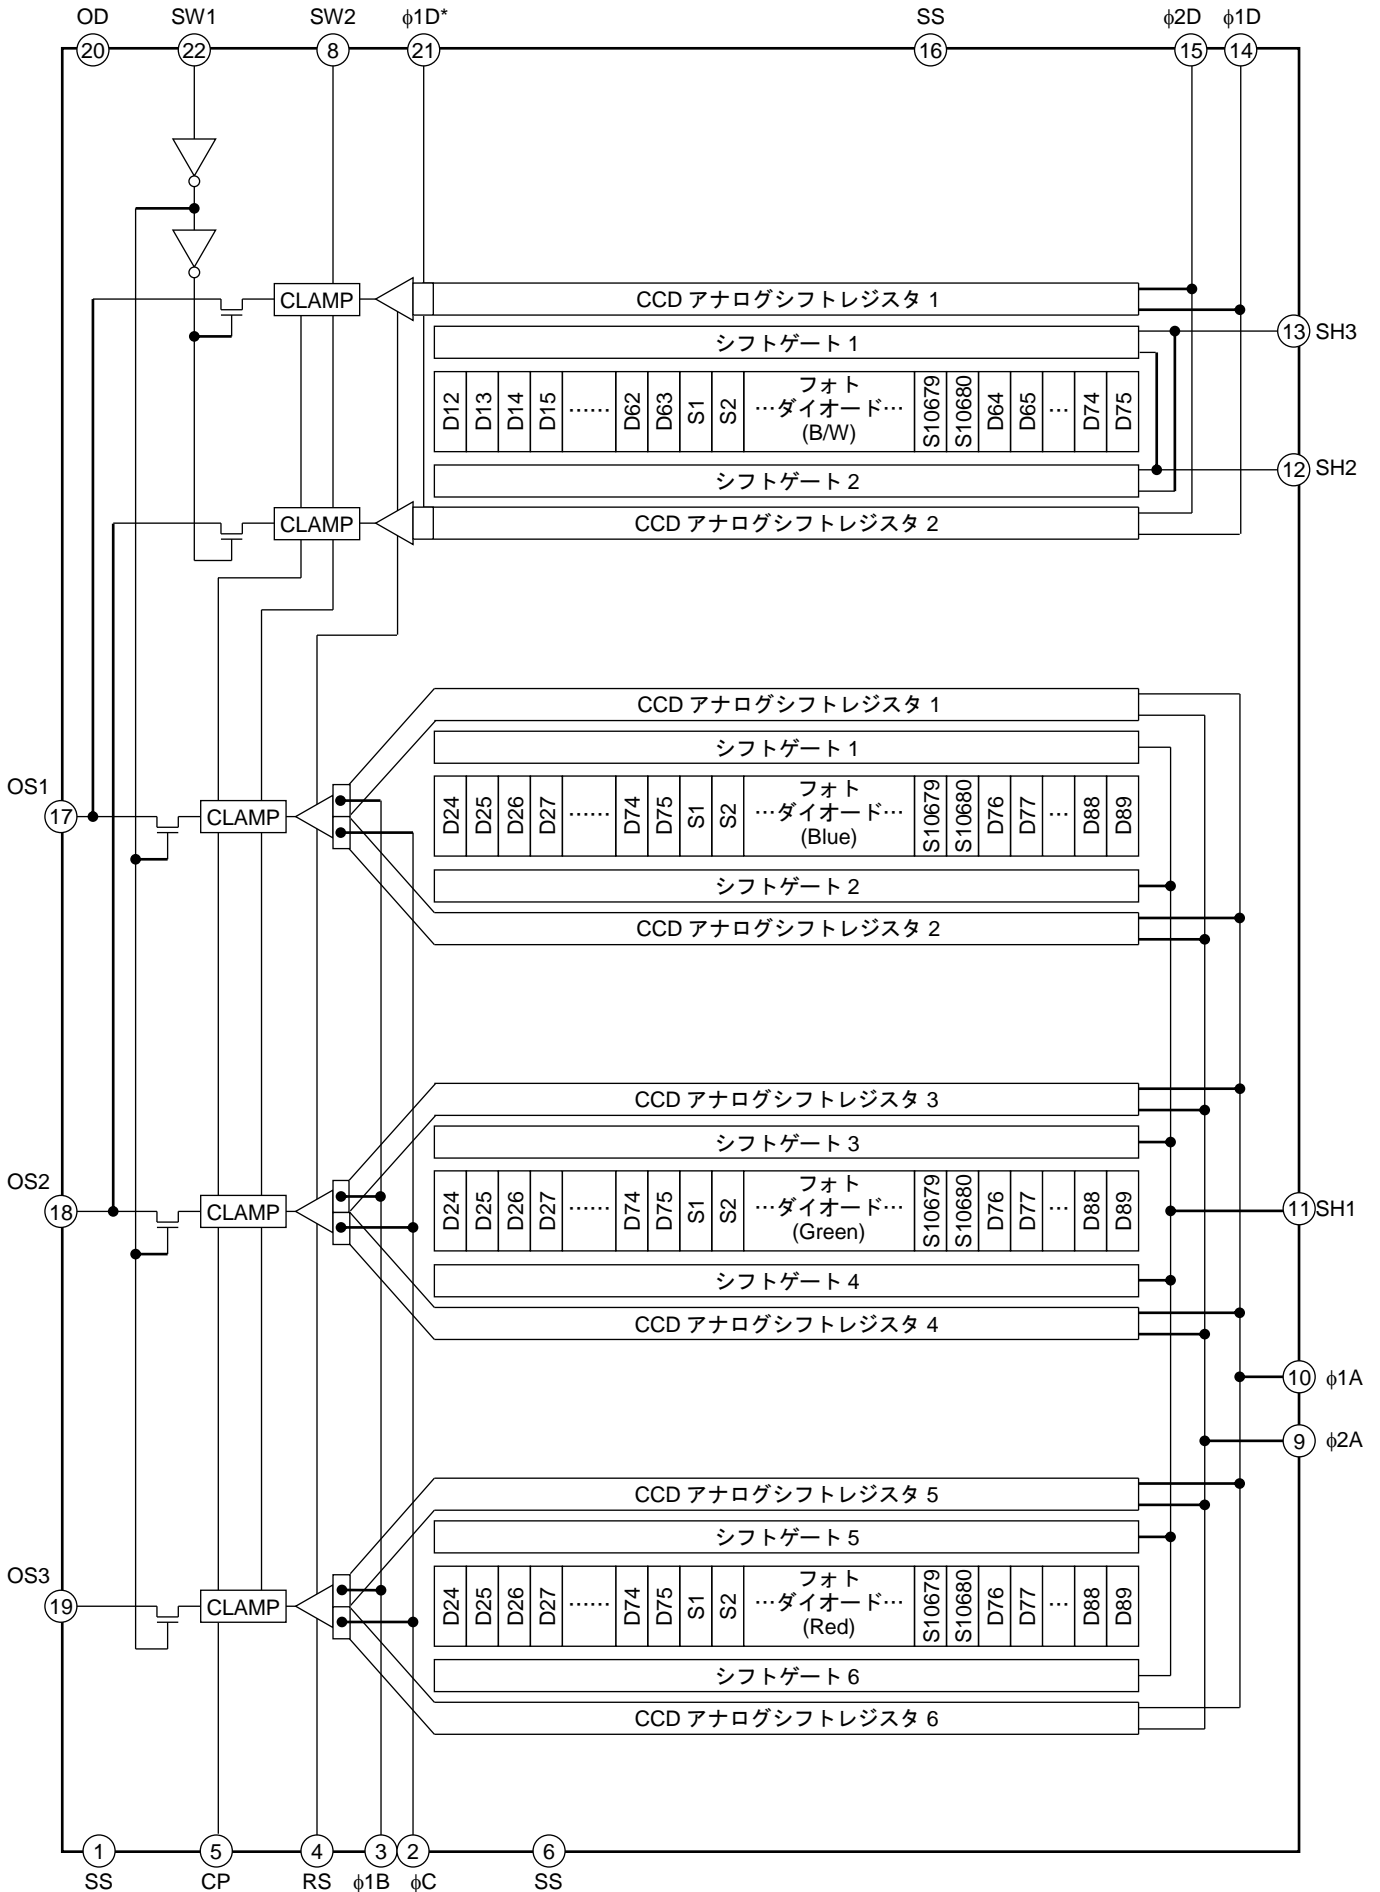 OD SW1 SW2 ϕ1D* SS ϕ2D ϕ1D
20 22 8 21 16 15 14
CLAMP CCD アナログシフトレジスタ 1
シフトゲート 1
13 SH3
D12 D13 D14 D15 …… D62 D63 S1 S2 フォト …ダイオード… (B/W) S10679 S10680 D64 D65 … D74 D75
シフトゲート 2
12 SH2
CLAMP CCD アナログシフトレジスタ 2
CCD アナログシフトレジスタ 1
シフトゲート 1
OS1
17 CLAMP
D24 D25 D26 D27 …… D74 D75 S1 S2 フォト …ダイオード… (Blue) S10679 S10680 D76 D77 … D88 D89
シフトゲート 2
CCD アナログシフトレジスタ 2
CCD アナログシフトレジスタ 3
シフトゲート 3
OS2
18 CLAMP
D24 D25 D26 D27 …… D74 D75 S1 S2 フォト …ダイオード… (Green) S10679 S10680 D76 D77 … D88 D89
11 SH1
シフトゲート 4
CCD アナログシフトレジスタ 4
10 ϕ1A
9 ϕ2A
CCD アナログシフトレジスタ 5
シフトゲート 5
OS3
19 CLAMP
D24 D25 D26 D27 …… D74 D75 S1 S2 フォト …ダイオード… (Red) S10679 S10680 D76 D77 … D88 D89
シフトゲート 6
CCD アナログシフトレジスタ 6
1 5 4 3 2 6
SS CP RS ϕ1B ϕC SS